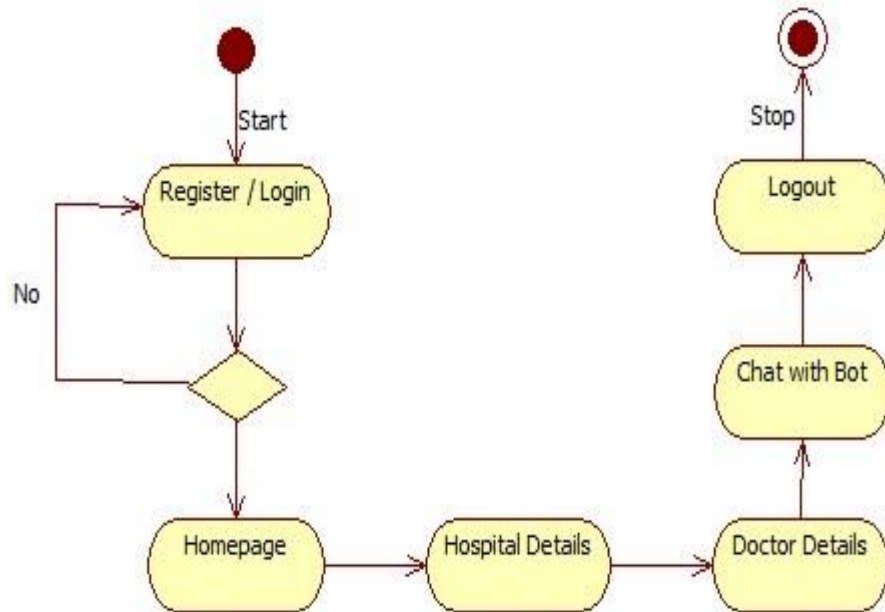 Start
Register / Login
No
Homepage
Hospital Details
Doctor Details
Chat with Bot
Logout
Stop